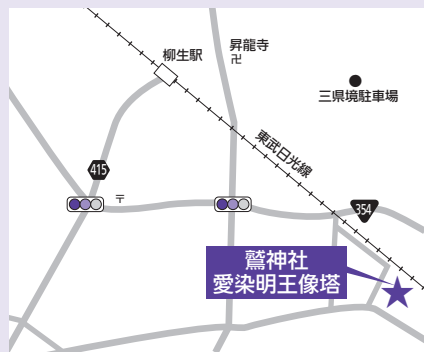 柳生駅
昇龍寺
卍
三県境駐車場
東武日光線
415
〒
354
鷲神社
愛染明王像塔